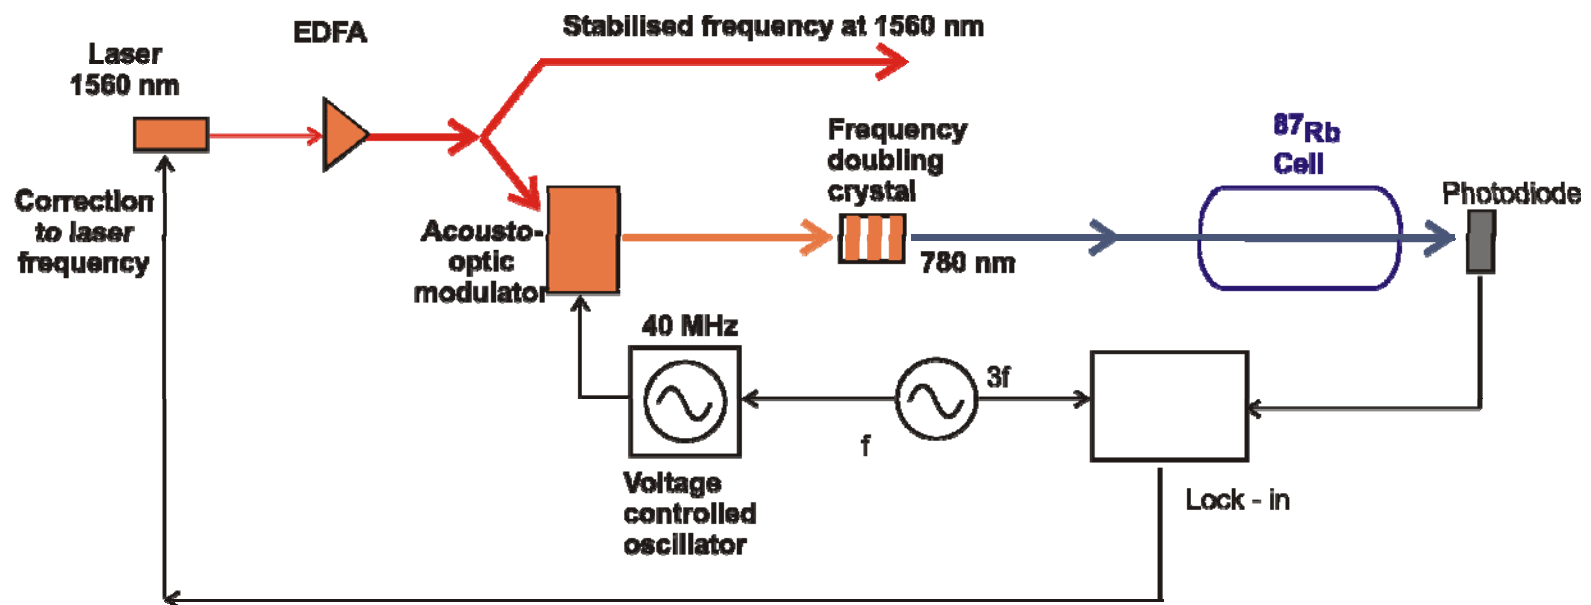 EDFA
Stabilised frequency at 1560 nm
Laser
1560 nm
Frequency
doubling
crystal
87Rb
Cell
Photodiode
Correction
to laser
frequency
Acousto-
optic
modulator
780 nm
40 MHz
3f
f
Voltage
controlled
oscillator
Lock - in